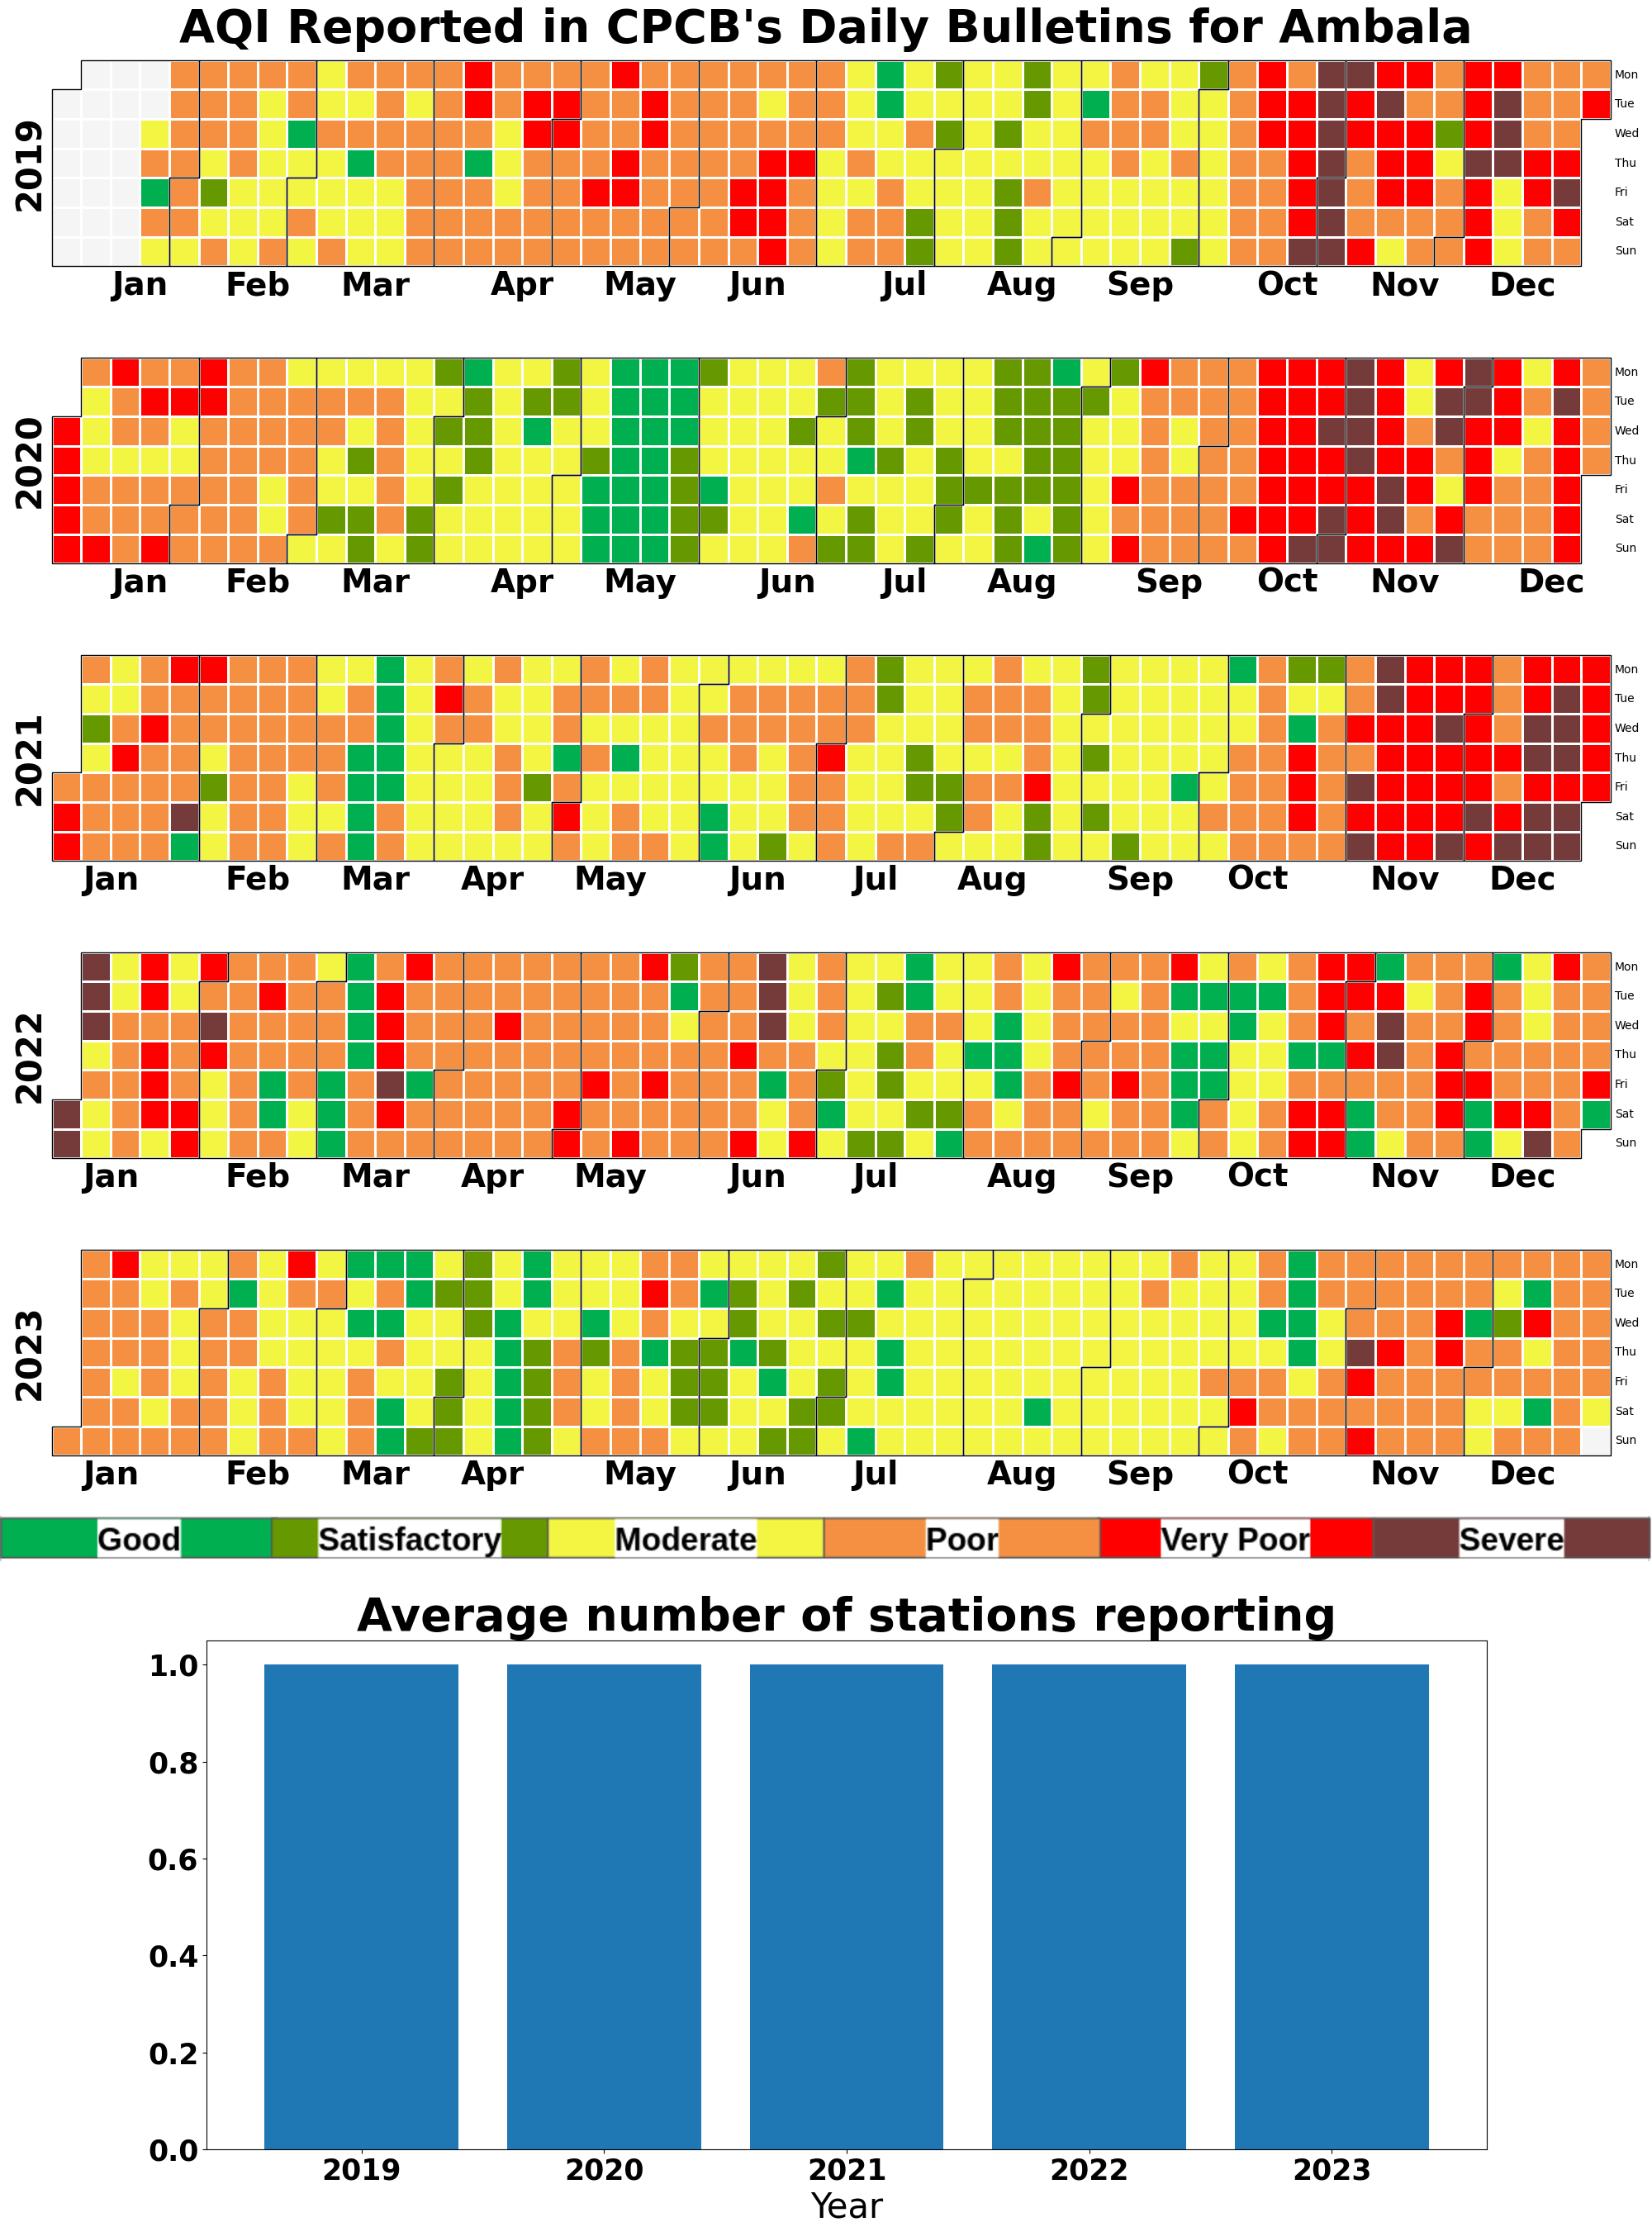 AQI Reported in CPCB's Daily Bulletins for Ambala
2019
Mon
Tue
Wed
Thu
Fri
Sat
Sun
Jan Feb Mar Apr May Jun Jul Aug Sep Oct Nov Dec
2020
Mon
Tue
Wed
Thu
Fri
Sat
Sun
Jan Feb Mar Apr May Jun Jul Aug Sep Oct Nov Dec
2021
Mon
Tue
Wed
Thu
Fri
Sat
Sun
Jan Feb Mar Apr May Jun Jul Aug Sep Oct Nov Dec
2022
Mon
Tue
Wed
Thu
Fri
Sat
Sun
Jan Feb Mar Apr May Jun Jul Aug Sep Oct Nov Dec
2023
Mon
Tue
Wed
Thu
Fri
Sat
Sun
Jan Feb Mar Apr May Jun Jul Aug Sep Oct Nov Dec
Good Satisfactory Moderate Poor Very Poor Severe
Average number of stations reporting
1.0
0.8
0.6
0.4
0.2
0.0
2019 2020 2021 2022 2023
Year